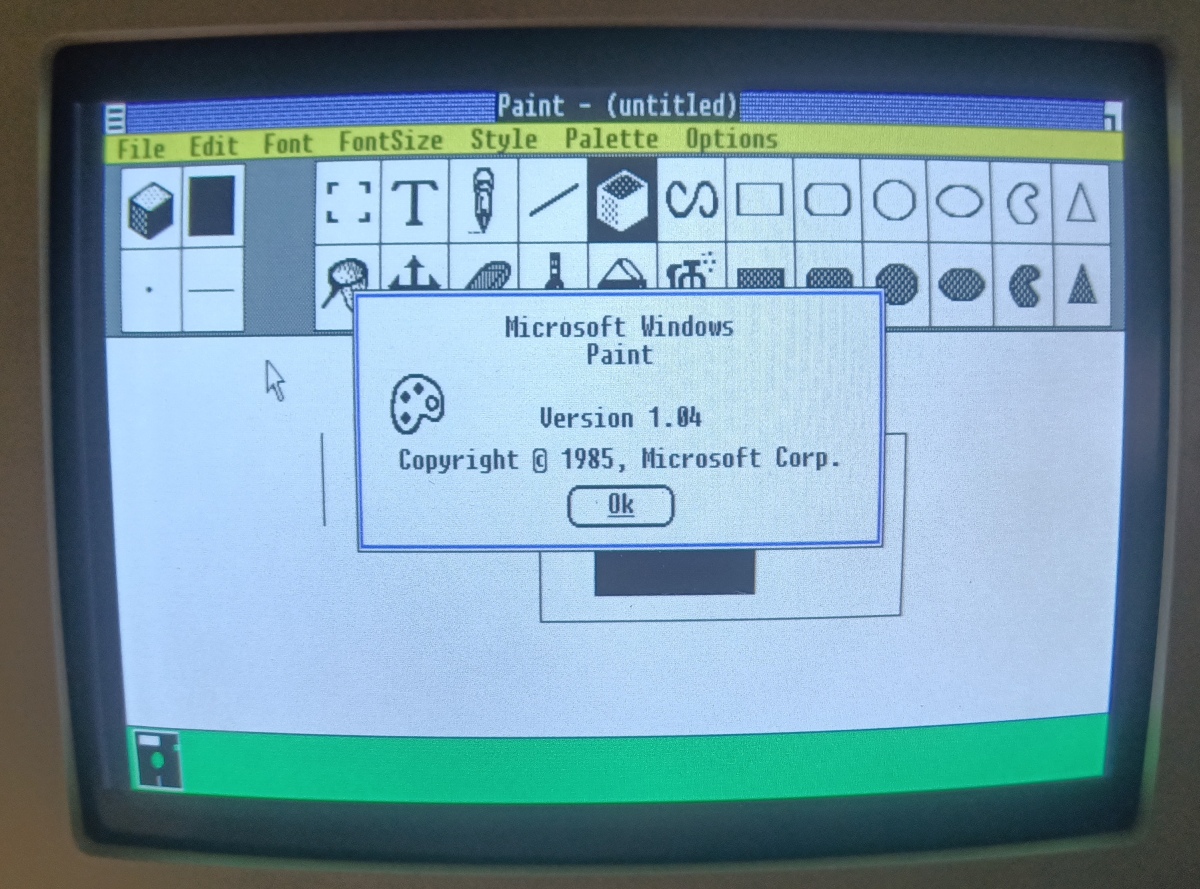 Paint - (untitled)
File Edit Font FontSize Style Palette Options
T
Microsoft Windows
Paint
Version 1.04
Copyright © 1985, Microsoft Corp.
Ok